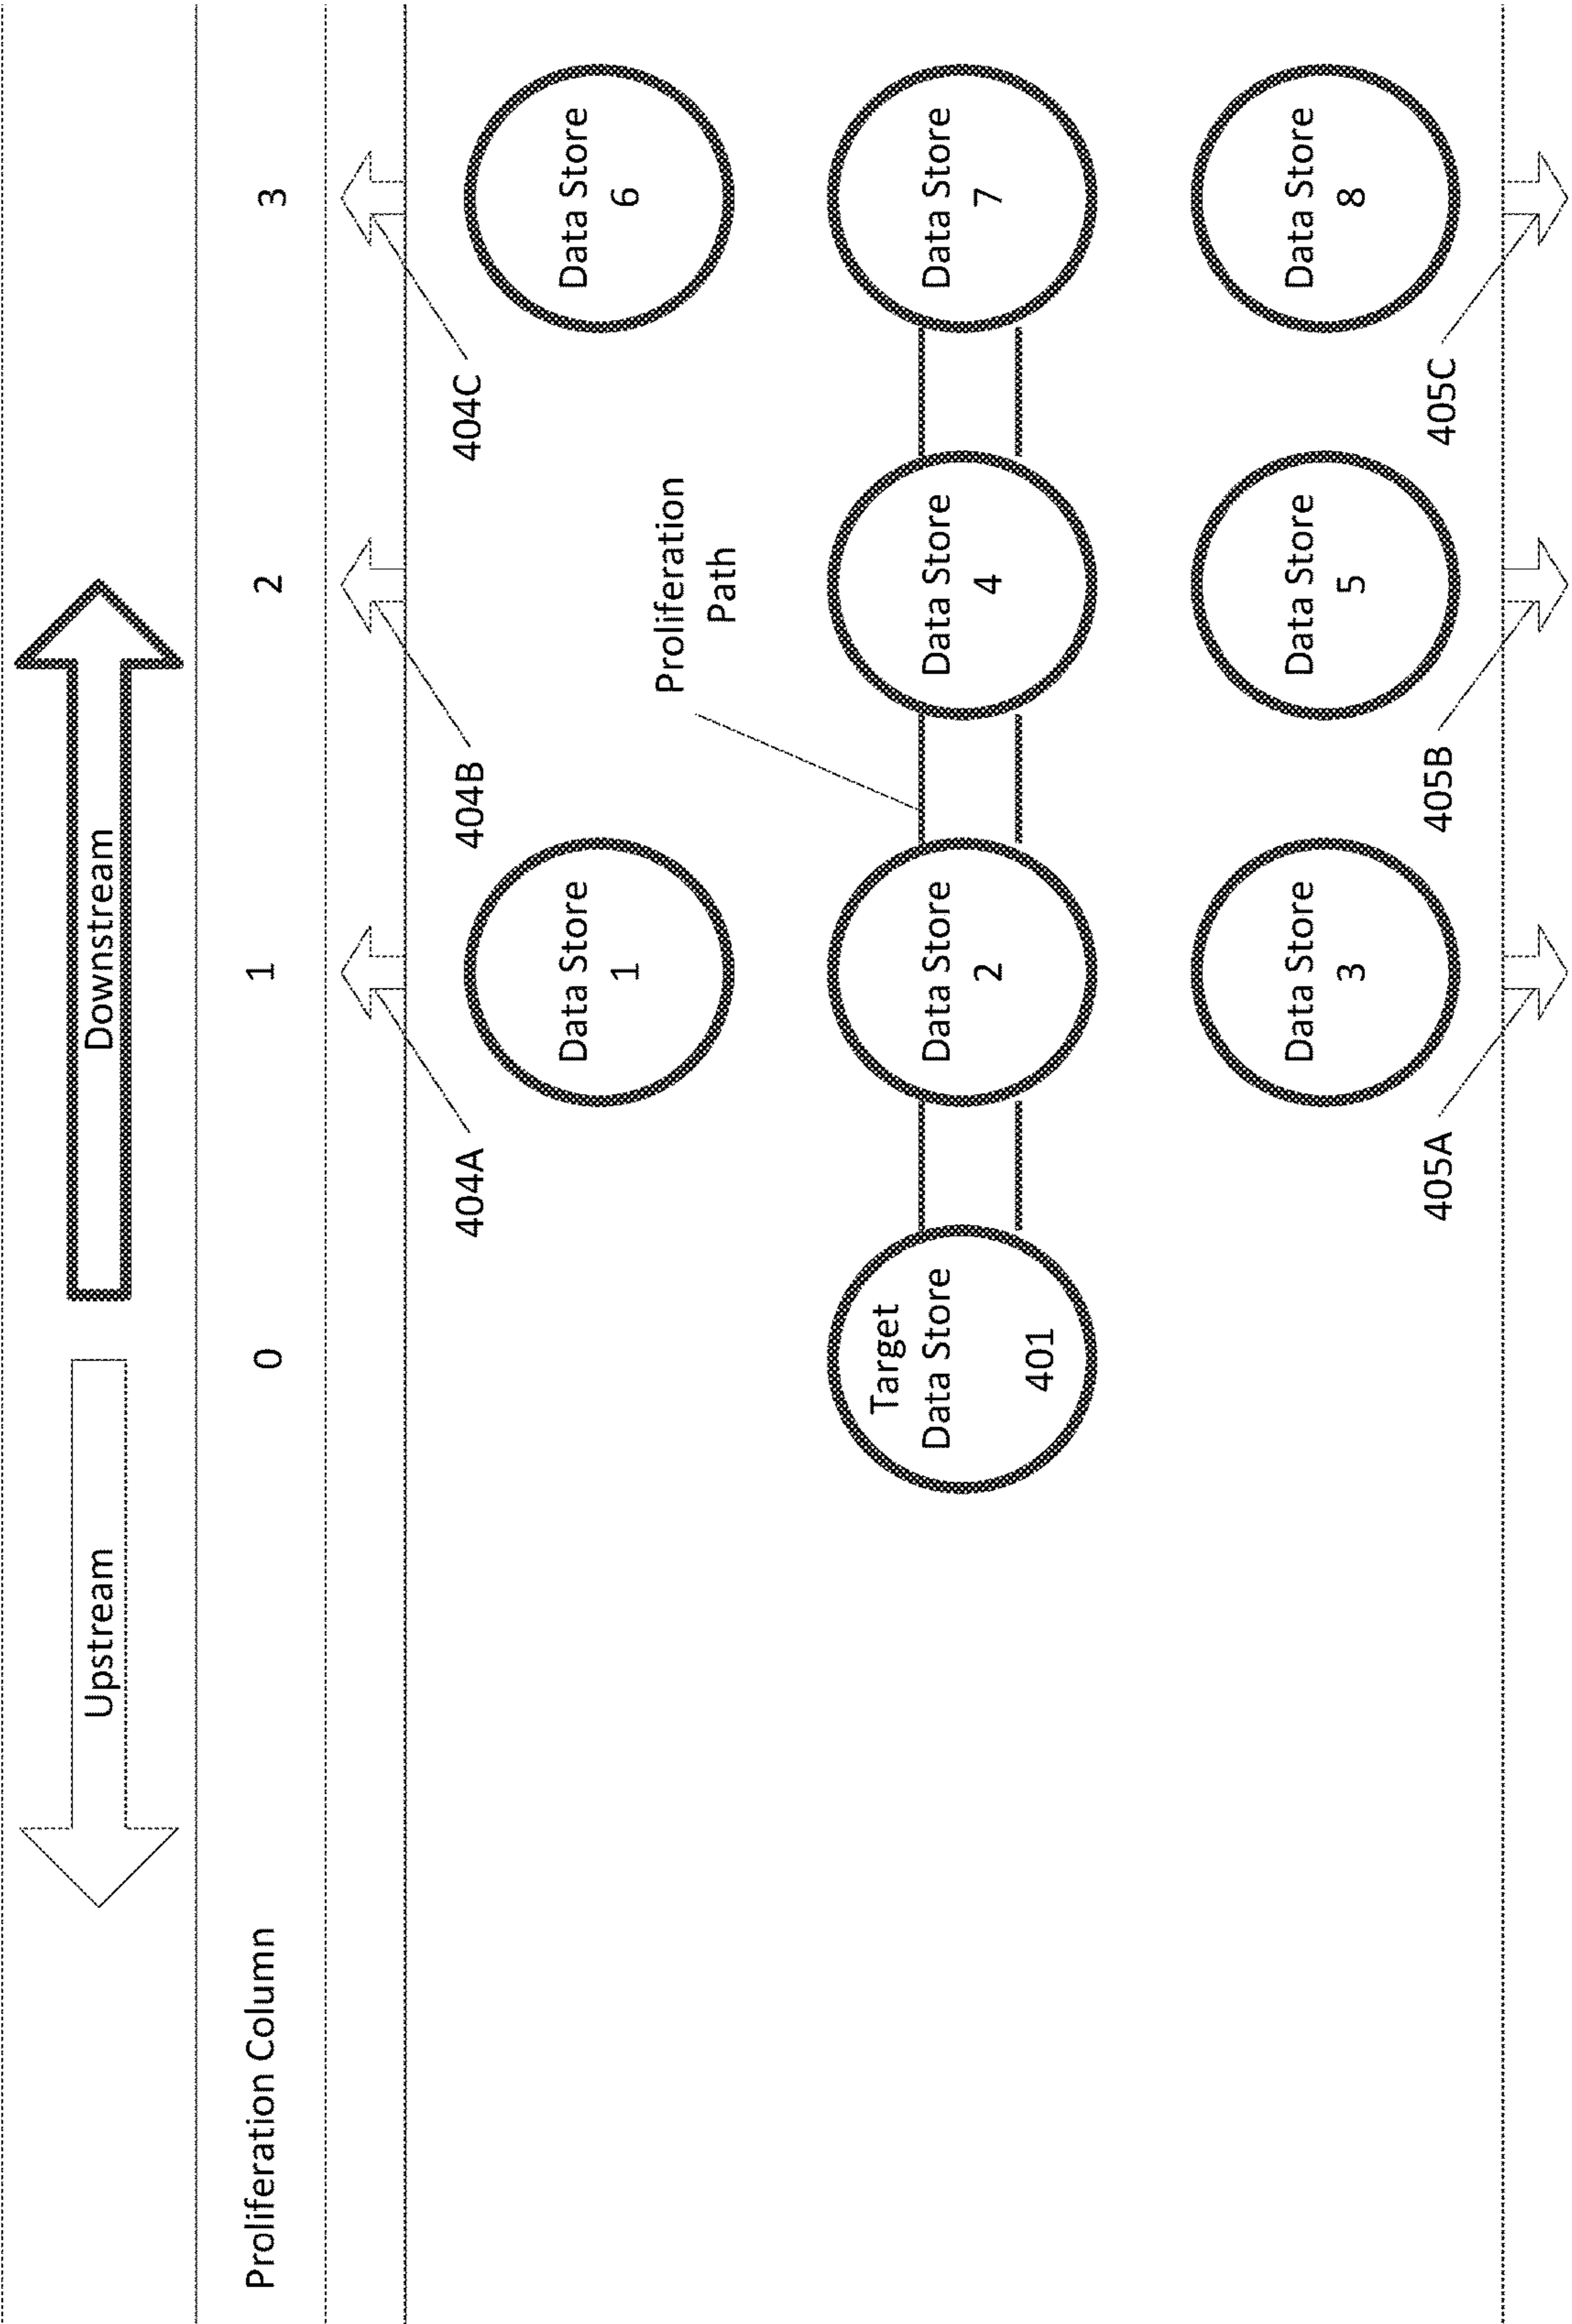 Upstream
Downstream
Proliferation Column
0
1
2
3
404A
404B
404C
Data Store
1
Proliferation
Path
Data Store
6
Target
Data Store
401
Data Store
2
Data Store
4
Data Store
7
Data Store
3
Data Store
5
Data Store
8
405A
405B
405C